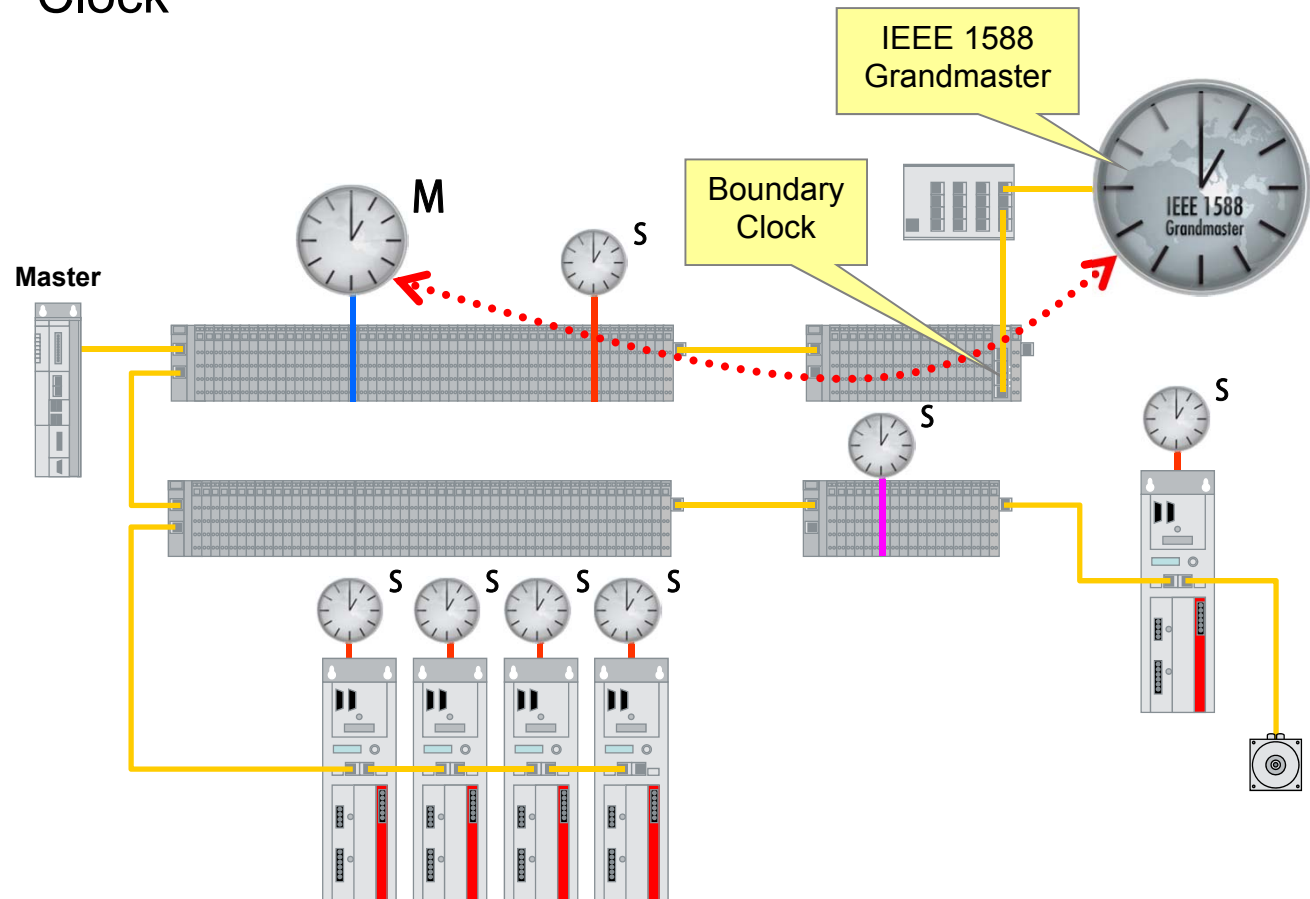 Clock
IEEE 1588
Grandmaster
Boundary
Clock
IEEE 1588
Grandmaster
M
S
Master
S
S
S
S
S
S